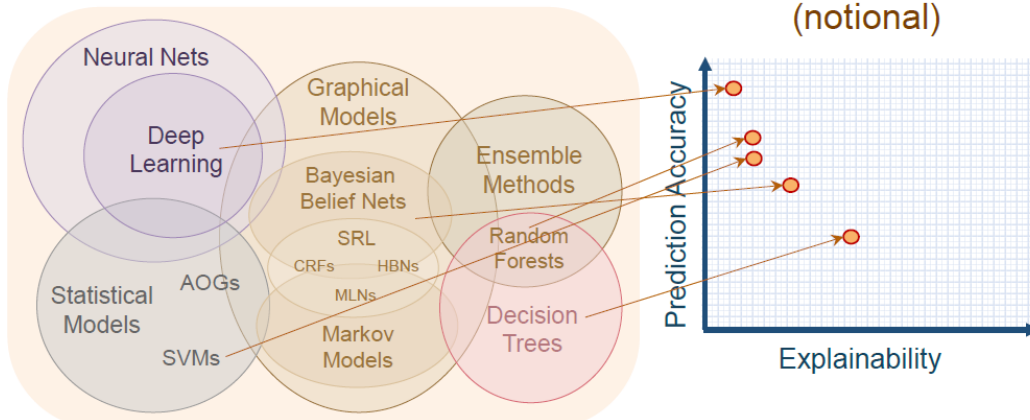 (notional)
Neural Nets
Graphical
Models
Deep
Learning
Ensemble
Methods
Bayesian
Belief Nets
SRL
Random
Forests
CRFs
HBNs
AOGs
MLNs
Statistical
Models
Markov
Models
Decision
Trees
SVMs
Prediction Accuracy
Explainability